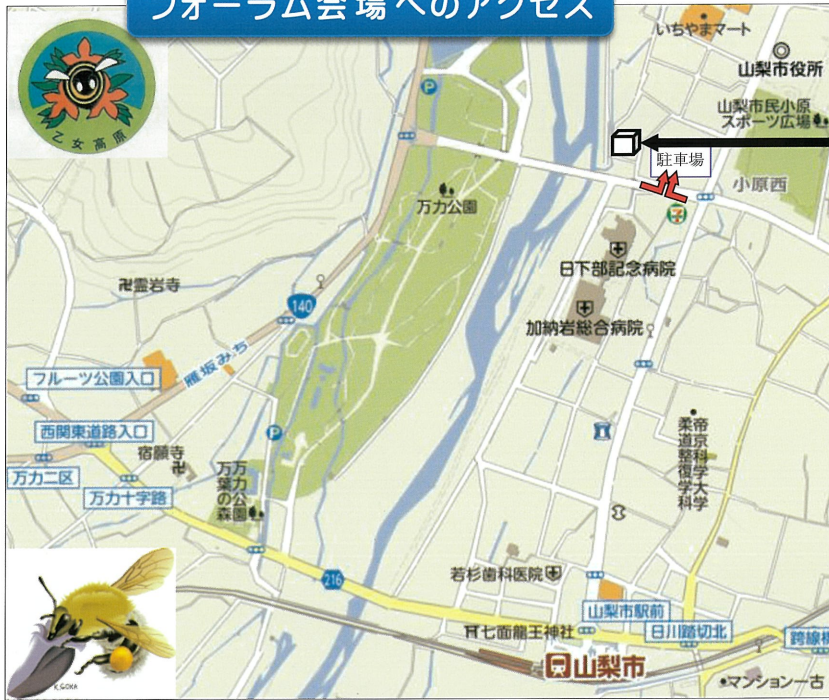 フォーラム会場へのアクセス
乙女高原
いちやまマート
山梨市役所
山梨市民小原
スポーツ広場
駐車場
小原西
7
P
万力公園
日下部記念病院
加納岩総合病院
卍霊岩寺
140
雁坂みち
フルーツ公園入口
西関東道路入口
宿願寺
卍
万力二区
万力十字路
P
万力公園
万葉の森
帝京科学大学
柔道整復学科
216
若杉歯科医院
山梨市駅前
七面龍王神社
日川踏切北
跨線橋
山梨市
マンション一古
K.GOKA